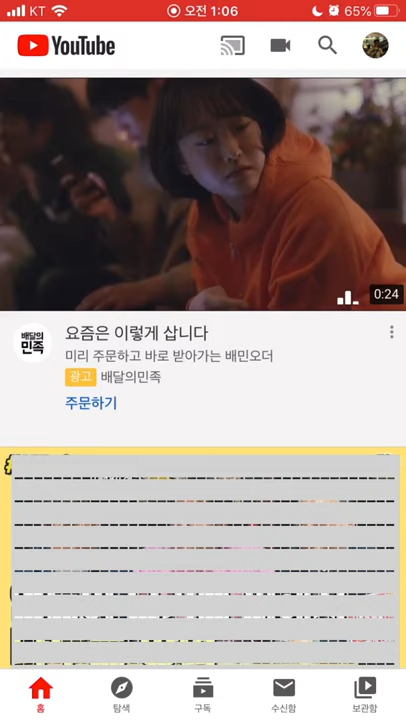 KT 오전 1:06 65%
YouTube
0:24
배달의
민족
요즘은 이렇게 삽니다
미리 주문하고 바로 받아가는 배민오더
광고 배달의민족
주문하기
홈 탐색 구독 수신함 보관함